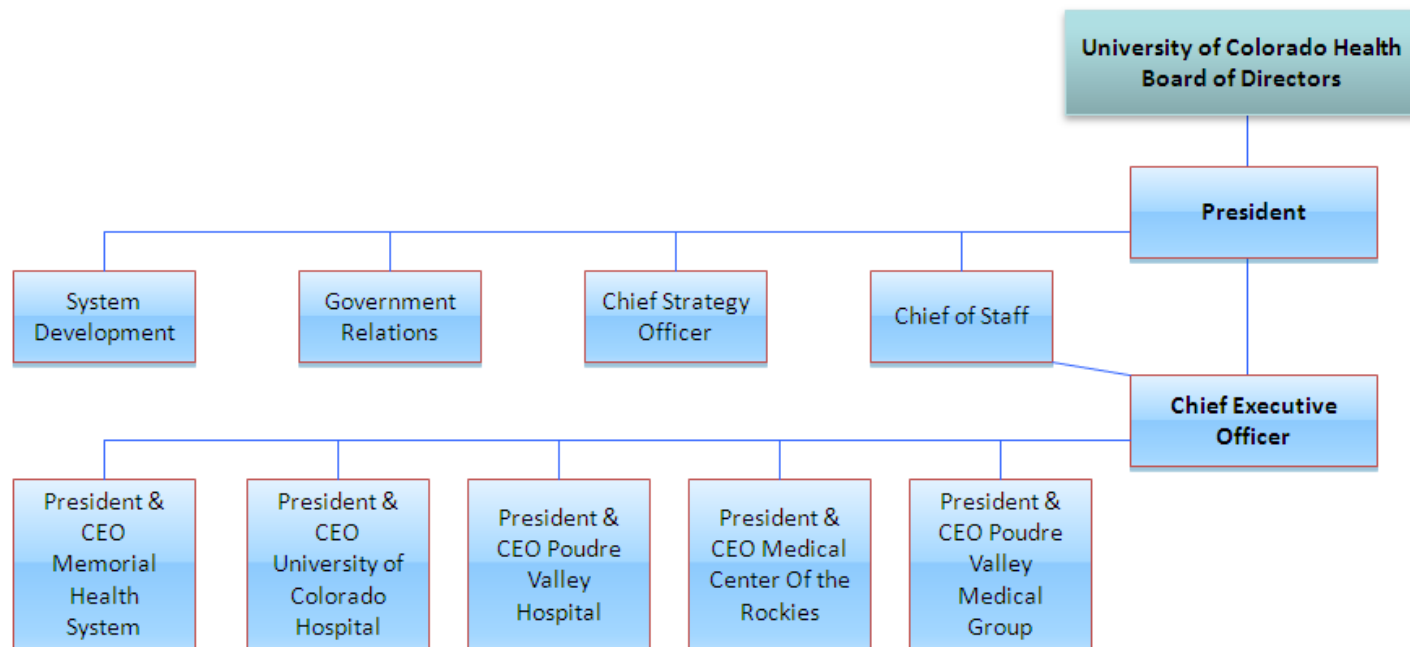 University of Colorado Health
Board of Directors
President
System
Development
Government
Relations
Chief Strategy
Officer
Chief of Staff
Chief Executive
Officer
President &
CEO
Memorial
Health
System
President &
CEO
University of
Colorado
Hospital
President &
CEO Poudre
Valley
Hospital
President &
CEO Medical
Center Of the
Rockies
President &
CEO Poudre
Valley
Medical
Group